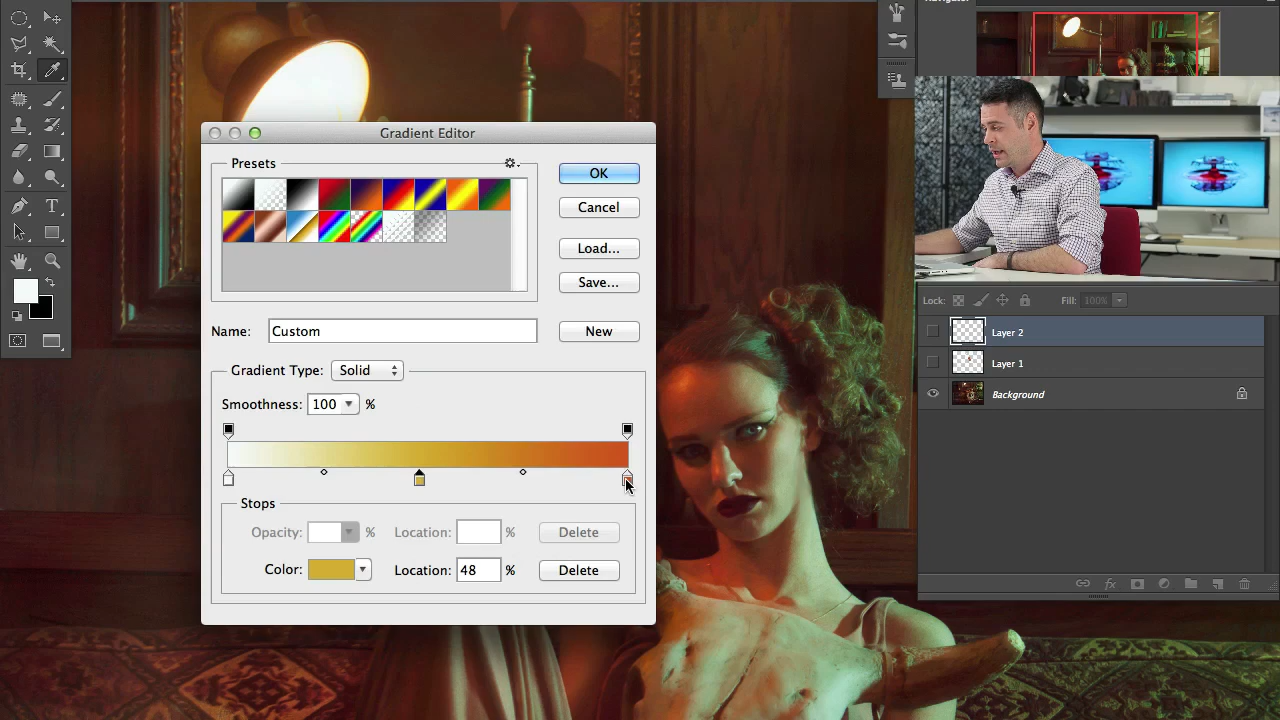 Gradient Editor
Presets
OK
Cancel
Load...
Save...
Name: Custom
New
Gradient Type: Solid
Smoothness: 100 %
Stops
Opacity: % Location: % Delete
Color: Location: 48 % Delete
Lock: Fill: 100%
Layer 2
Layer 1
Background